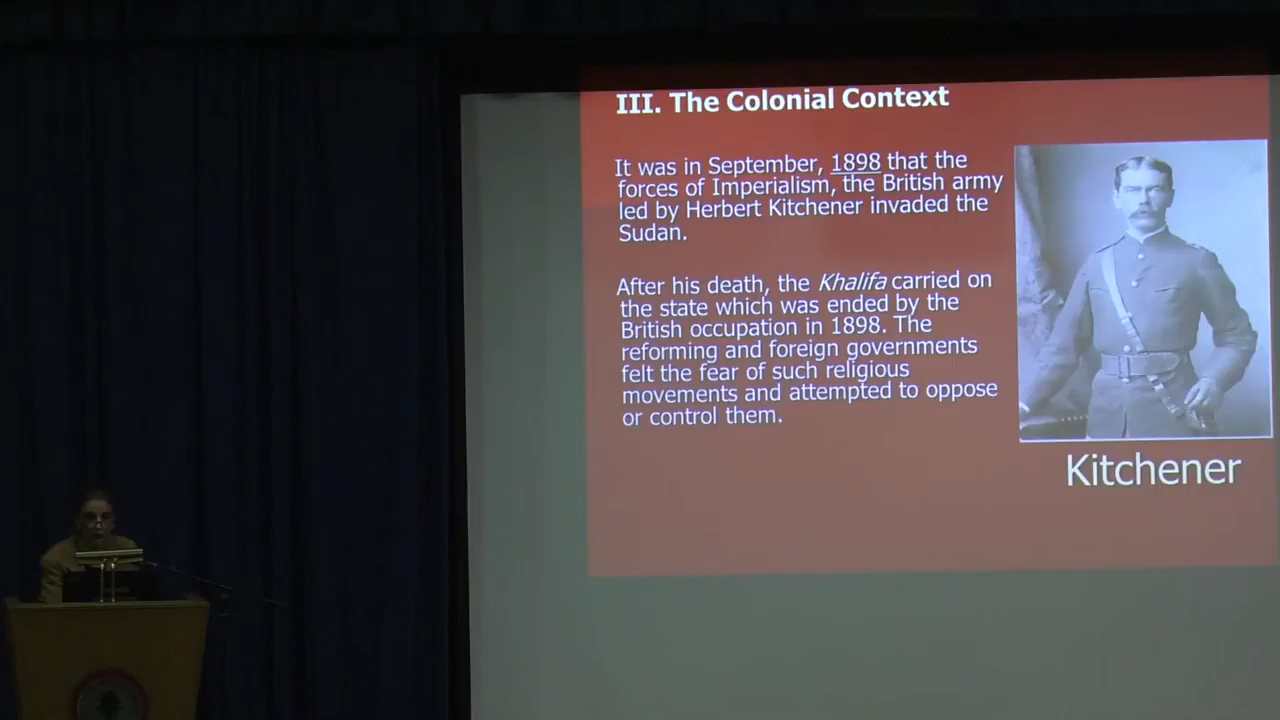 III. The Colonial Context
It was in September, 1898 that the
forces of Imperialism, the British army
led by Herbert Kitchener invaded the
Sudan.
After his death, the Khalifa carried on
the state which was ended by the
British occupation in 1898. The
reforming and foreign governments
felt the fear of such religious
movements and attempted to oppose
or control them.
Kitchener